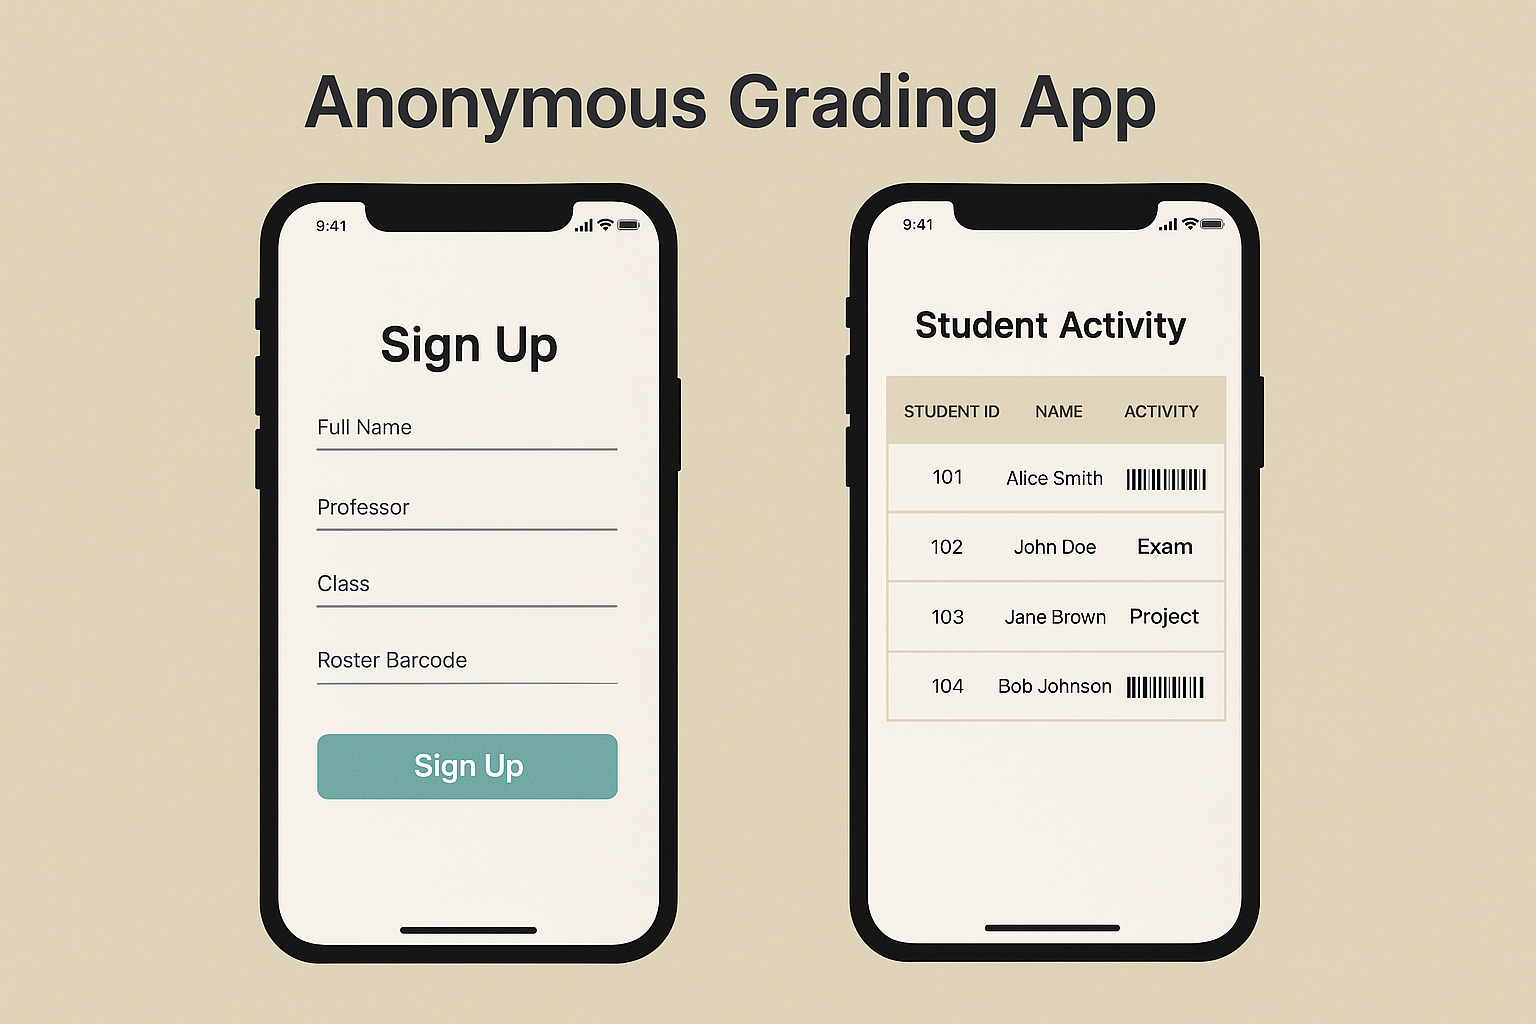 Anonymous Grading App
9:41
Sign Up
Full Name
Professor
Class
Roster Barcode
Sign Up
9:41
Student Activity
STUDENT ID NAME ACTIVITY
101 Alice Smith
102 John Doe Exam
103 Jane Brown Project
104 Bob Johnson